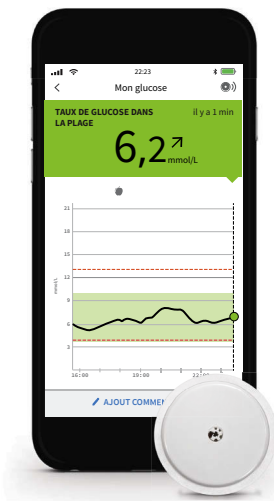 22:23
Mon glucose
TAUX DE GLUCOSE DANS
LA PLAGE
il y a 1 min
6,2 mmol/L
21
18
15
12
mmol/L
9
6
3
16:00 19:00 22:00
AJOUT COMMEN